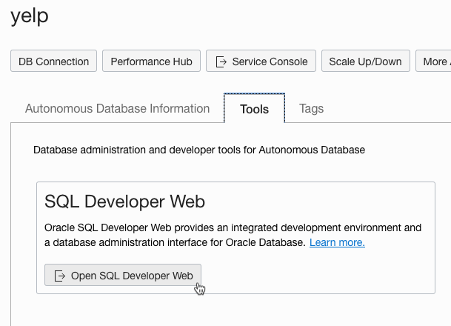 yelp
DB Connection Performance Hub Service Console Scale Up/Down More
Autonomous Database Information Tools Tags
Database administration and developer tools for Autonomous Database
SQL Developer Web
Oracle SQL Developer Web provides an integrated development environment and
a database administration interface for Oracle Database. Learn more.
Open SQL Developer Web